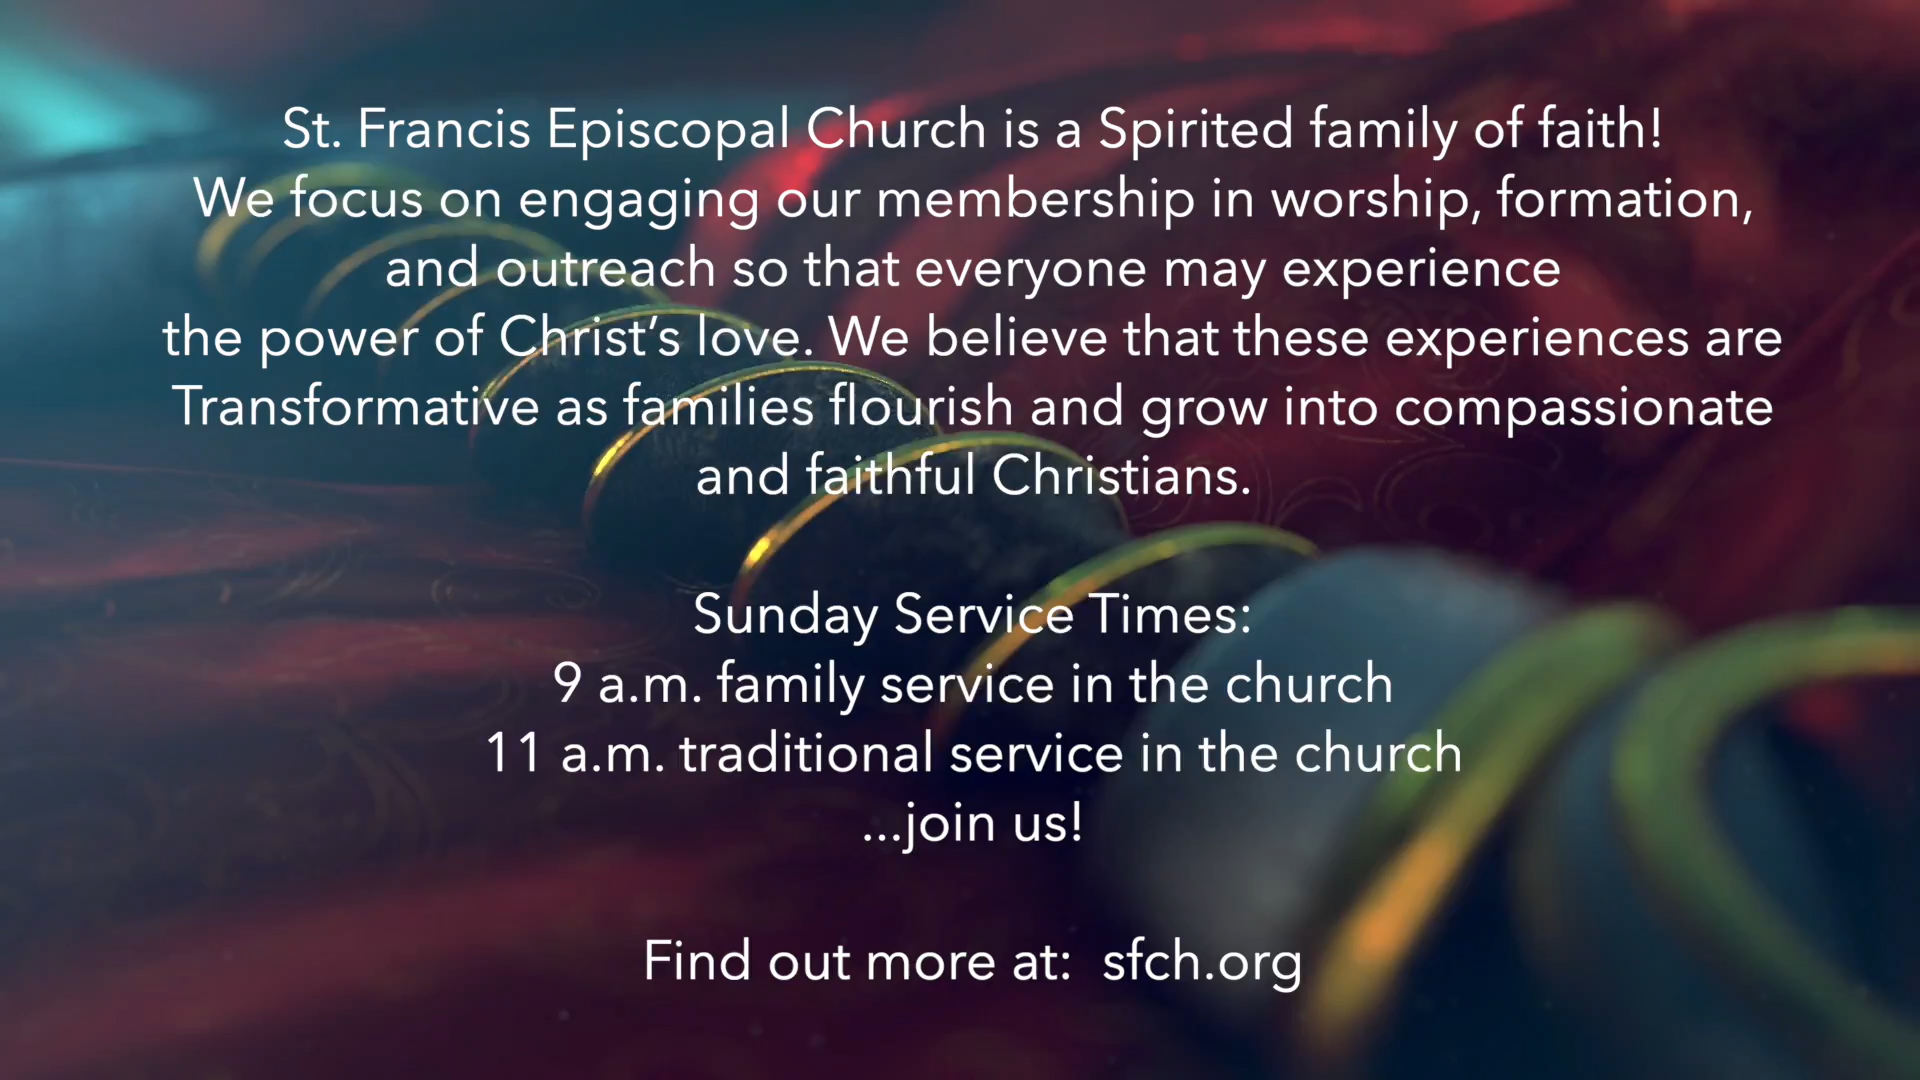 St. Francis Episcopal Church is a Spirited family of faith!
We focus on engaging our membership in worship, formation,
and outreach so that everyone may experience
the power of Christ’s love. We believe that these experiences are
Transformative as families flourish and grow into compassionate
and faithful Christians.
Sunday Service Times:
9 a.m. family service in the church
11 a.m. traditional service in the church
...join us!
Find out more at:  sfch.org